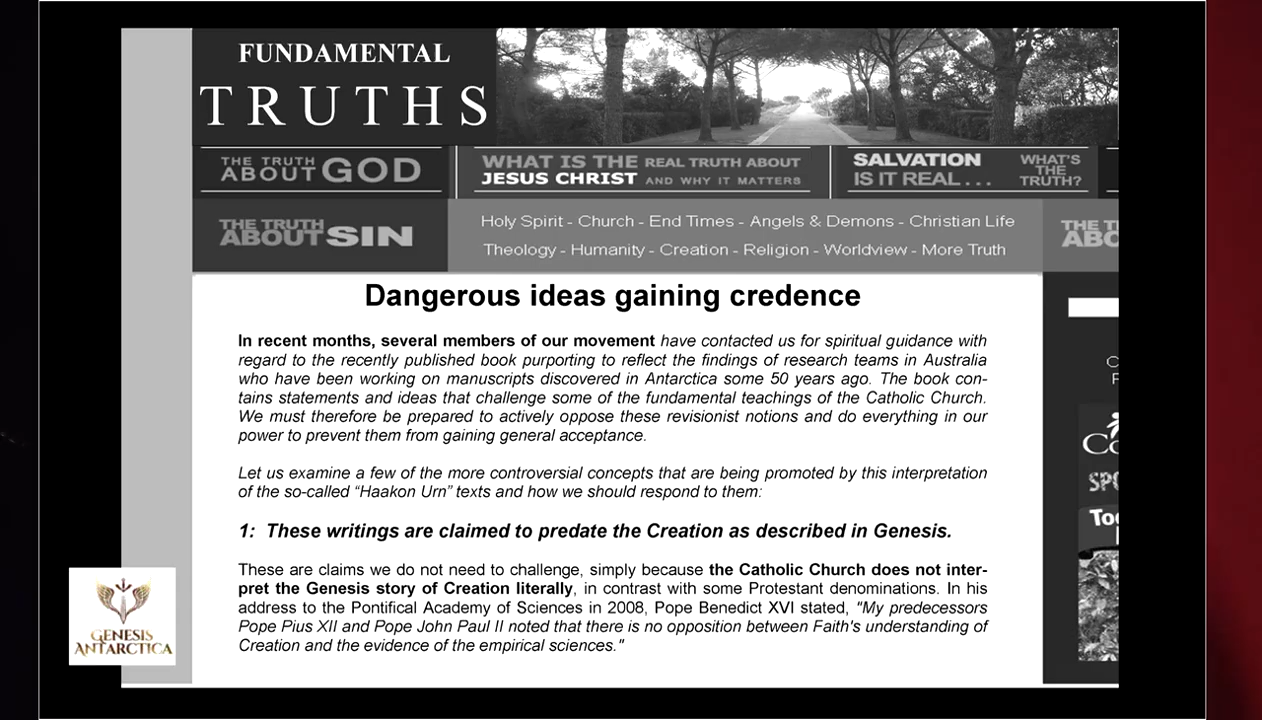 FUNDAMENTAL
TRUTHS
THE TRUTH
ABOUT GOD
WHAT IS THE REAL TRUTH ABOUT
JESUS CHRIST AND WHY IT MATTERS
SALVATION
IS IT REAL...
WHAT'S
THE
TRUTH?
THE TRUTH
ABOUT SIN
Holy Spirit - Church - End Times - Angels & Demons - Christian Life
Theology - Humanity - Creation - Religion - Worldview - More Truth
Dangerous ideas gaining credence
In recent months, several members of our movement have contacted us for spiritual guidance with
regard to the recently published book purporting to reflect the findings of research teams in Australia
who have been working on manuscripts discovered in Antarctica some 50 years ago. The book con-
tains statements and ideas that challenge some of the fundamental teachings of the Catholic Church.
We must therefore be prepared to actively oppose these revisionist notions and do everything in our
power to prevent them from gaining general acceptance.
Let us examine a few of the more controversial concepts that are being promoted by this interpretation
of the so-called “Haakon Urn” texts and how we should respond to them:
1: These writings are claimed to predate the Creation as described in Genesis.
These are claims we do not need to challenge, simply because the Catholic Church does not inter-
pret the Genesis story of Creation literally, in contrast with some Protestant denominations. In his
address to the Pontifical Academy of Sciences in 2008, Pope Benedict XVI stated, "My predecessors
Pope Pius XII and Pope John Paul II noted that there is no opposition between Faith's understanding of
Creation and the evidence of the empirical sciences."
GENESIS
ANTARCTICA